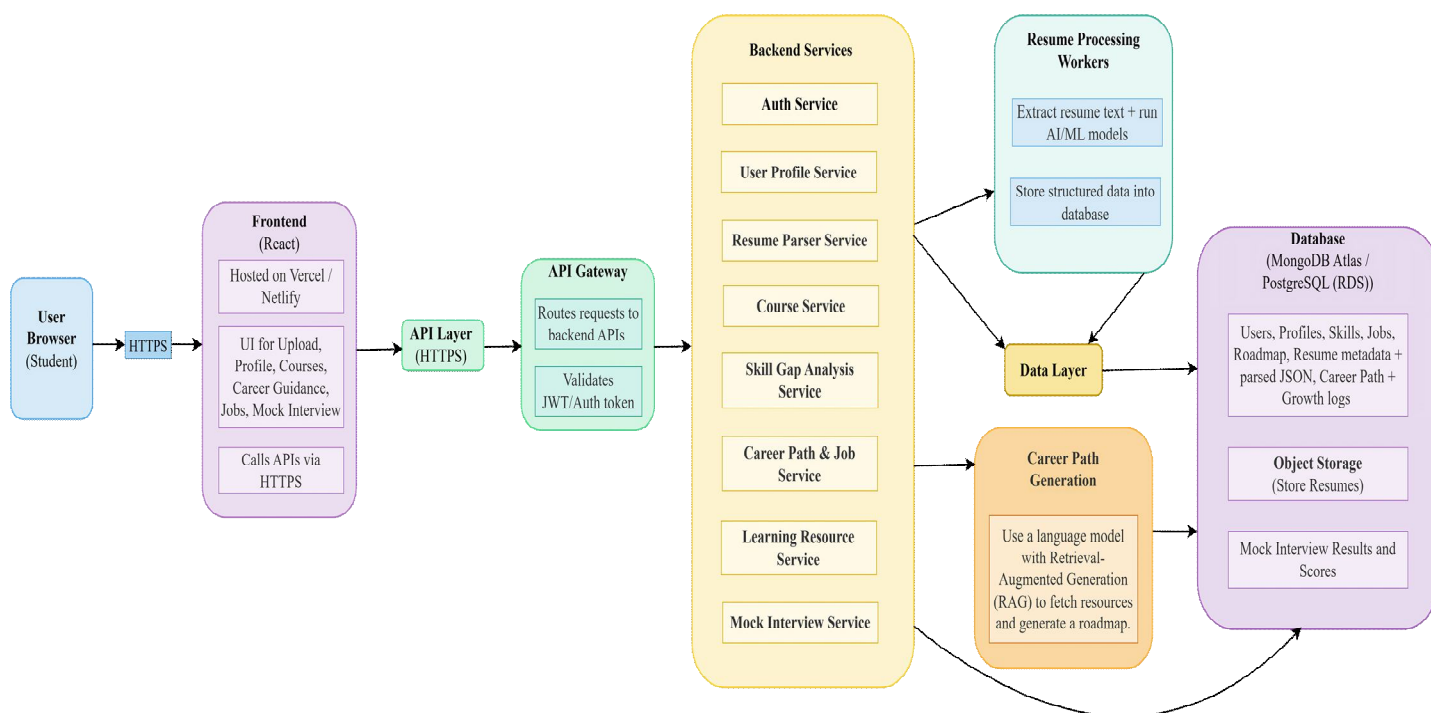 User
Browser
(Student)
HTTPS
Frontend
(React)
Hosted on Vercel /
Netlify
UI for Upload,
Profile, Courses,
Career Guidance,
Jobs, Mock Interview
Calls APIs via
HTTPS
API Layer
(HTTPS)
API Gateway
Routes requests to
backend APIs
Validates
JWT/Auth token
Backend Services
Auth Service
User Profile Service
Resume Parser Service
Course Service
Skill Gap Analysis
Service
Career Path & Job
Service
Learning Resource
Service
Mock Interview Service
Resume Processing
Workers
Extract resume text + run
AI/ML models
Store structured data into
database
Data Layer
Career Path
Generation
Use a language model
with Retrieval-
Augmented Generation
(RAG) to fetch resources
and generate a roadmap.
Database
(MongoDB Atlas /
PostgreSQL (RDS))
Users, Profiles, Skills, Jobs,
Roadmap, Resume metadata +
parsed JSON, Career Path +
Growth logs
Object Storage
(Store Resumes)
Mock Interview Results and
Scores